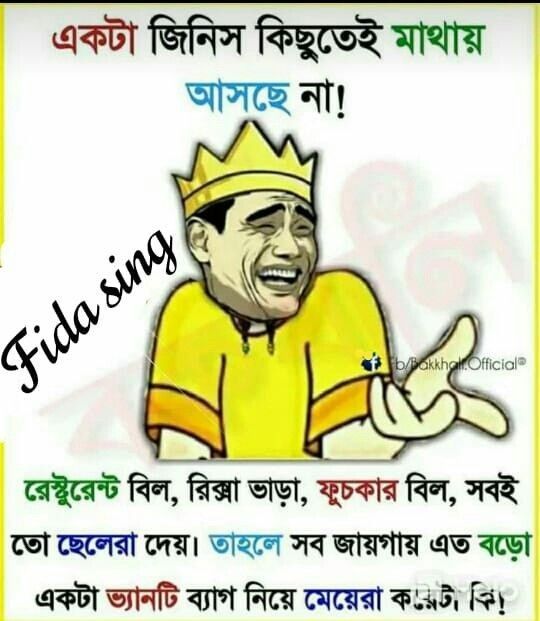 একটা জিনিস কিছুতেই মাথায়
আসছে না!
Fida sing
fb/Bakkhali.Official®
রেস্টুরেন্ট বিল, রিক্সা ভাড়া, ফুচকার বিল, সবই
তো ছেলেরা দেয়। তাহলে সব জায়গায় এত বড়ো
একটা ভ্যানটি ব্যাগ নিয়ে মেয়েরা করেটা কি!